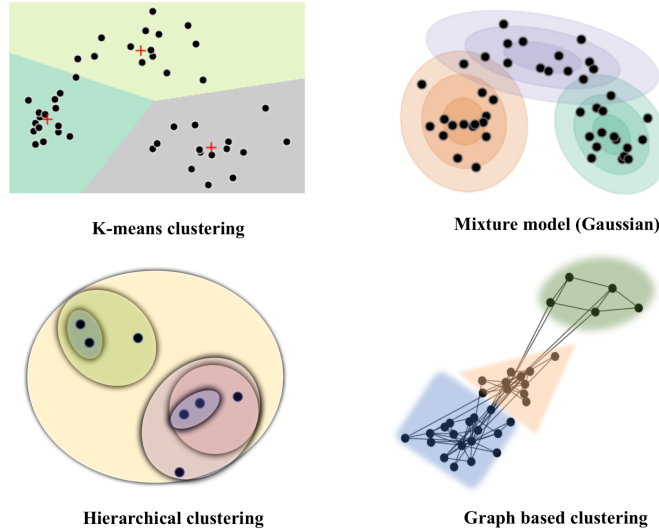 K-means clustering
Mixture model (Gaussian)
Hierarchical clustering
Graph based clustering